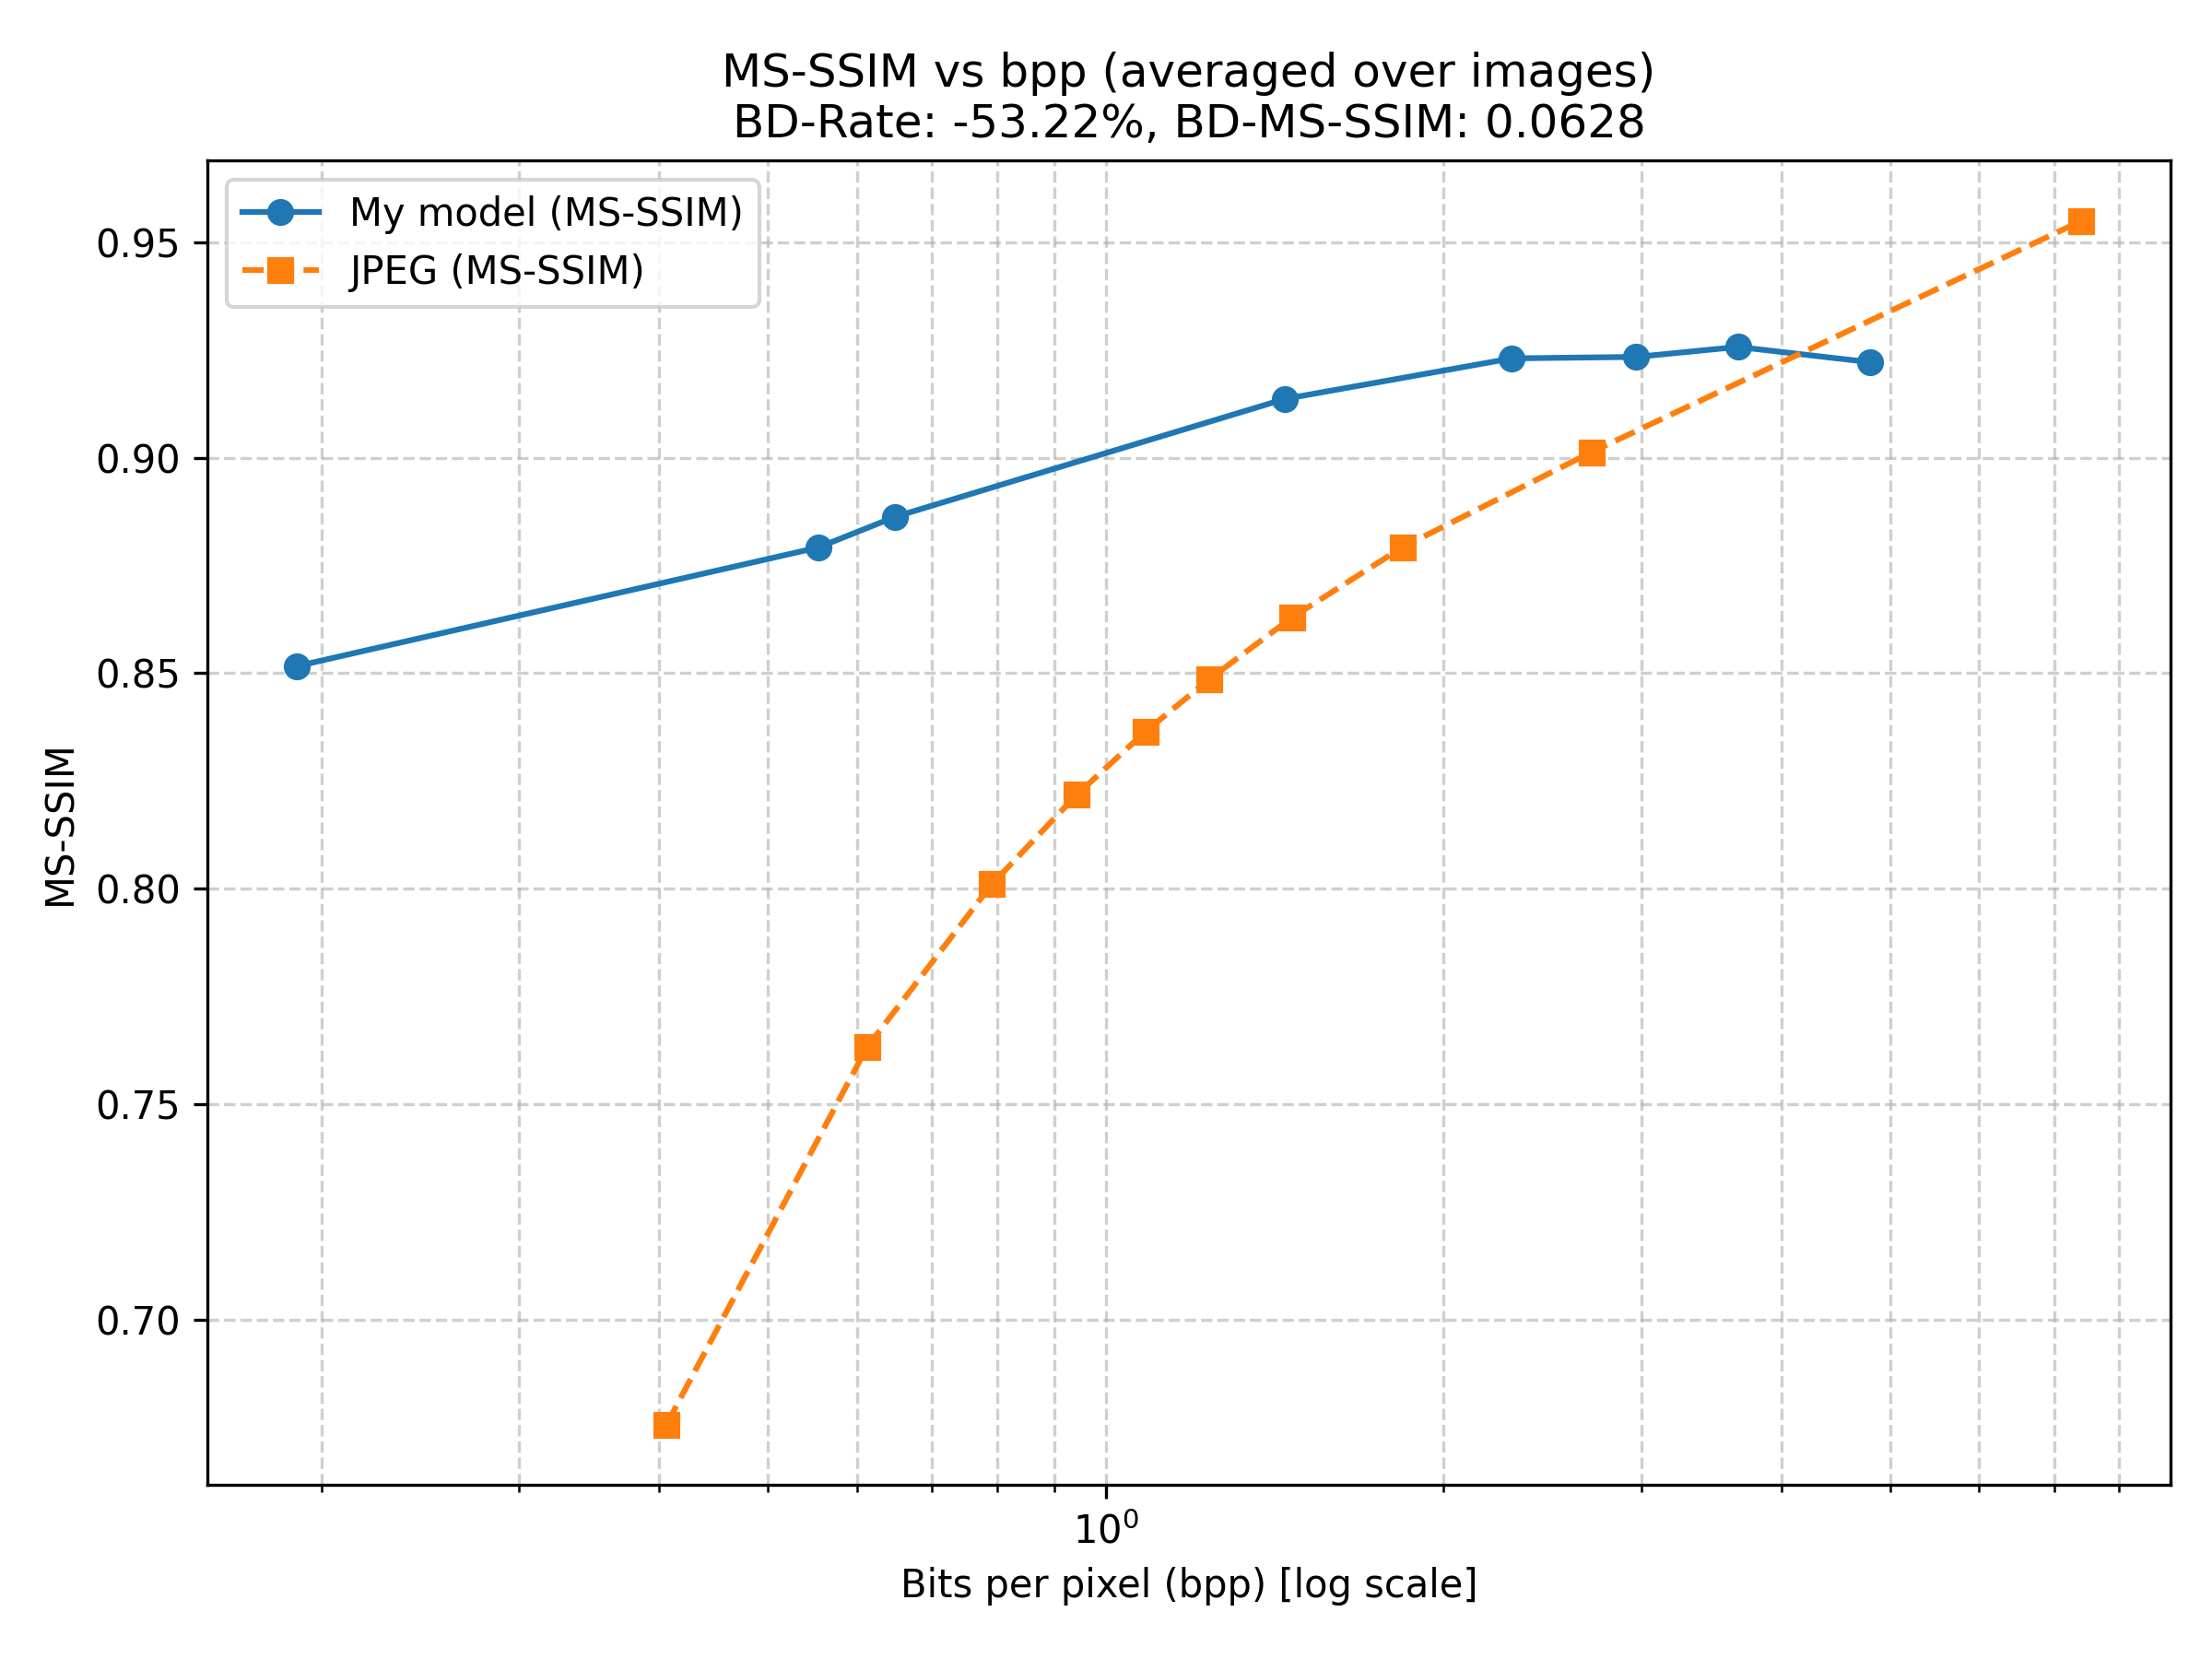 MS-SSIM vs bpp (averaged over images)
BD-Rate: -53.22%, BD-MS-SSIM: 0.0628
My model (MS-SSIM)
JPEG (MS-SSIM)
0.95
0.90
0.85
0.80
0.75
0.70
MS-SSIM
10⁰
Bits per pixel (bpp) [log scale]